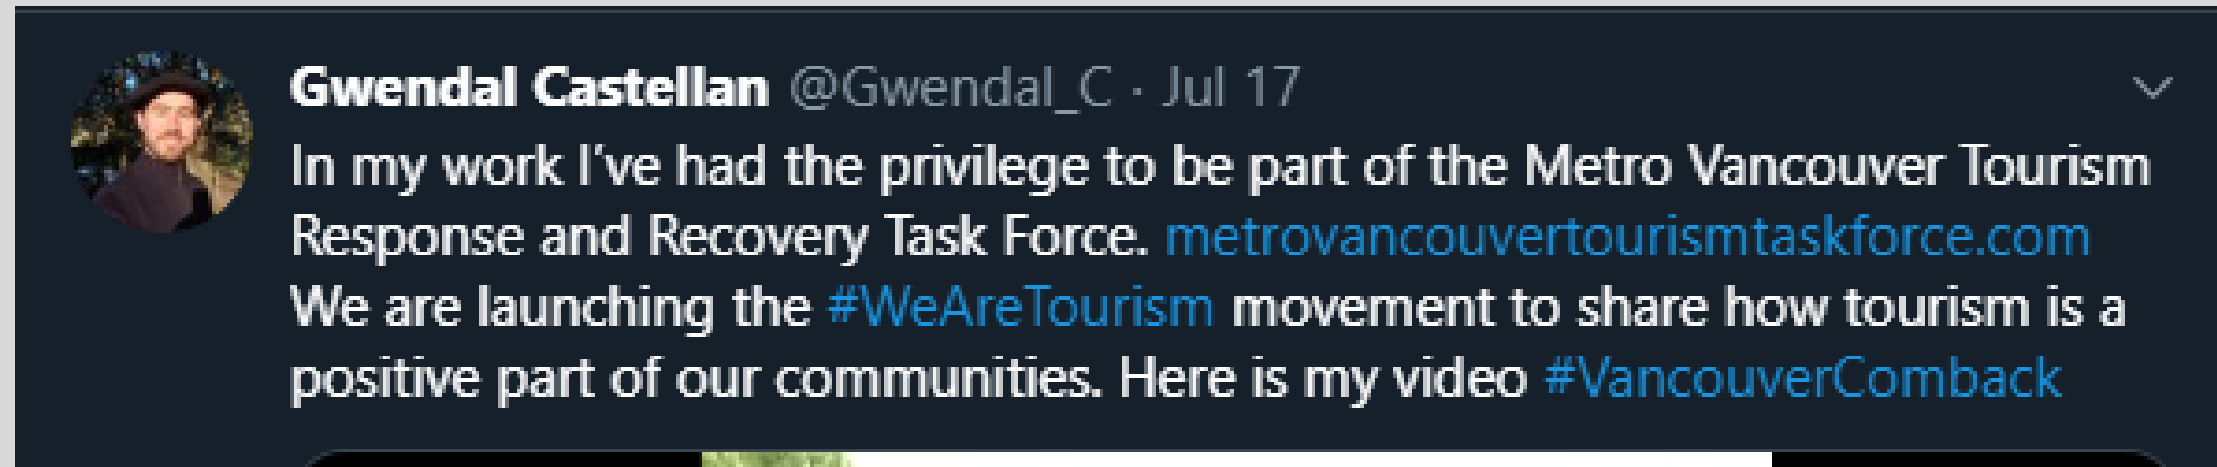 Gwendal Castellan @Gwendal_C · Jul 17
In my work I've had the privilege to be part of the Metro Vancouver Tourism
Response and Recovery Task Force. metrovancouvertourismtaskforce.com
We are launching the #WeAreTourism movement to share how tourism is a
positive part of our communities. Here is my video #VancouverComback